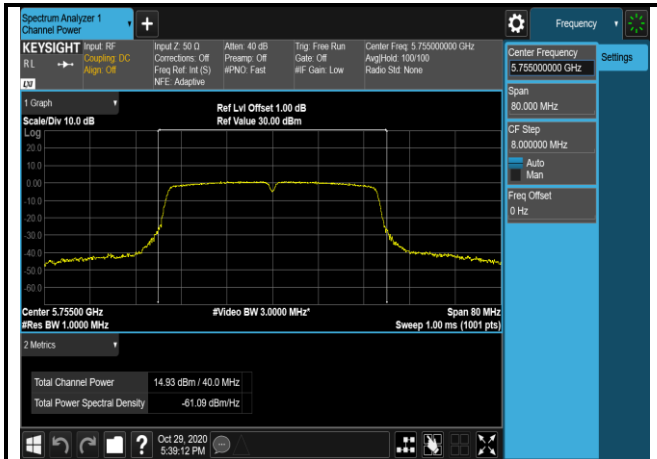 Spectrum Analyzer 1
Channel Power
Frequency
KEYSIGHT
RL
LXI
Input: RF
Coupling: DC
Align: Off
Input Z: 50 Ω
Corrections: Off
Freq Ref: Int (S)
NFE: Adaptive
Atten: 40 dB
Preamp: Off
#PNO: Fast
Trig: Free Run
Gate: Off
#IF Gain: Low
Center Freq: 5.755000000 GHz
Avg|Hold: 100/100
Radio Std: None
Center Frequency
5.755000000 GHz
Settings
Span
80.000 MHz
CF Step
8.000000 MHz
Auto
Man
Freq Offset
0 Hz
1 Graph
Scale/Div 10.0 dB
Ref Lvl Offset 1.00 dB
Ref Value 30.00 dBm
Log
20.0
10.0
0.00
-10.0
-20.0
-30.0
-40.0
-50.0
-60.0
Center 5.75500 GHz
#Video BW 3.0000 MHz*
Span 80 MHz
#Res BW 1.0000 MHz
Sweep 1.00 ms (1001 pts)
2 Metrics
Total Channel Power 14.93 dBm / 40.0 MHz
Total Power Spectral Density -61.09 dBm/Hz
?
Oct 29, 2020
5:39:12 PM